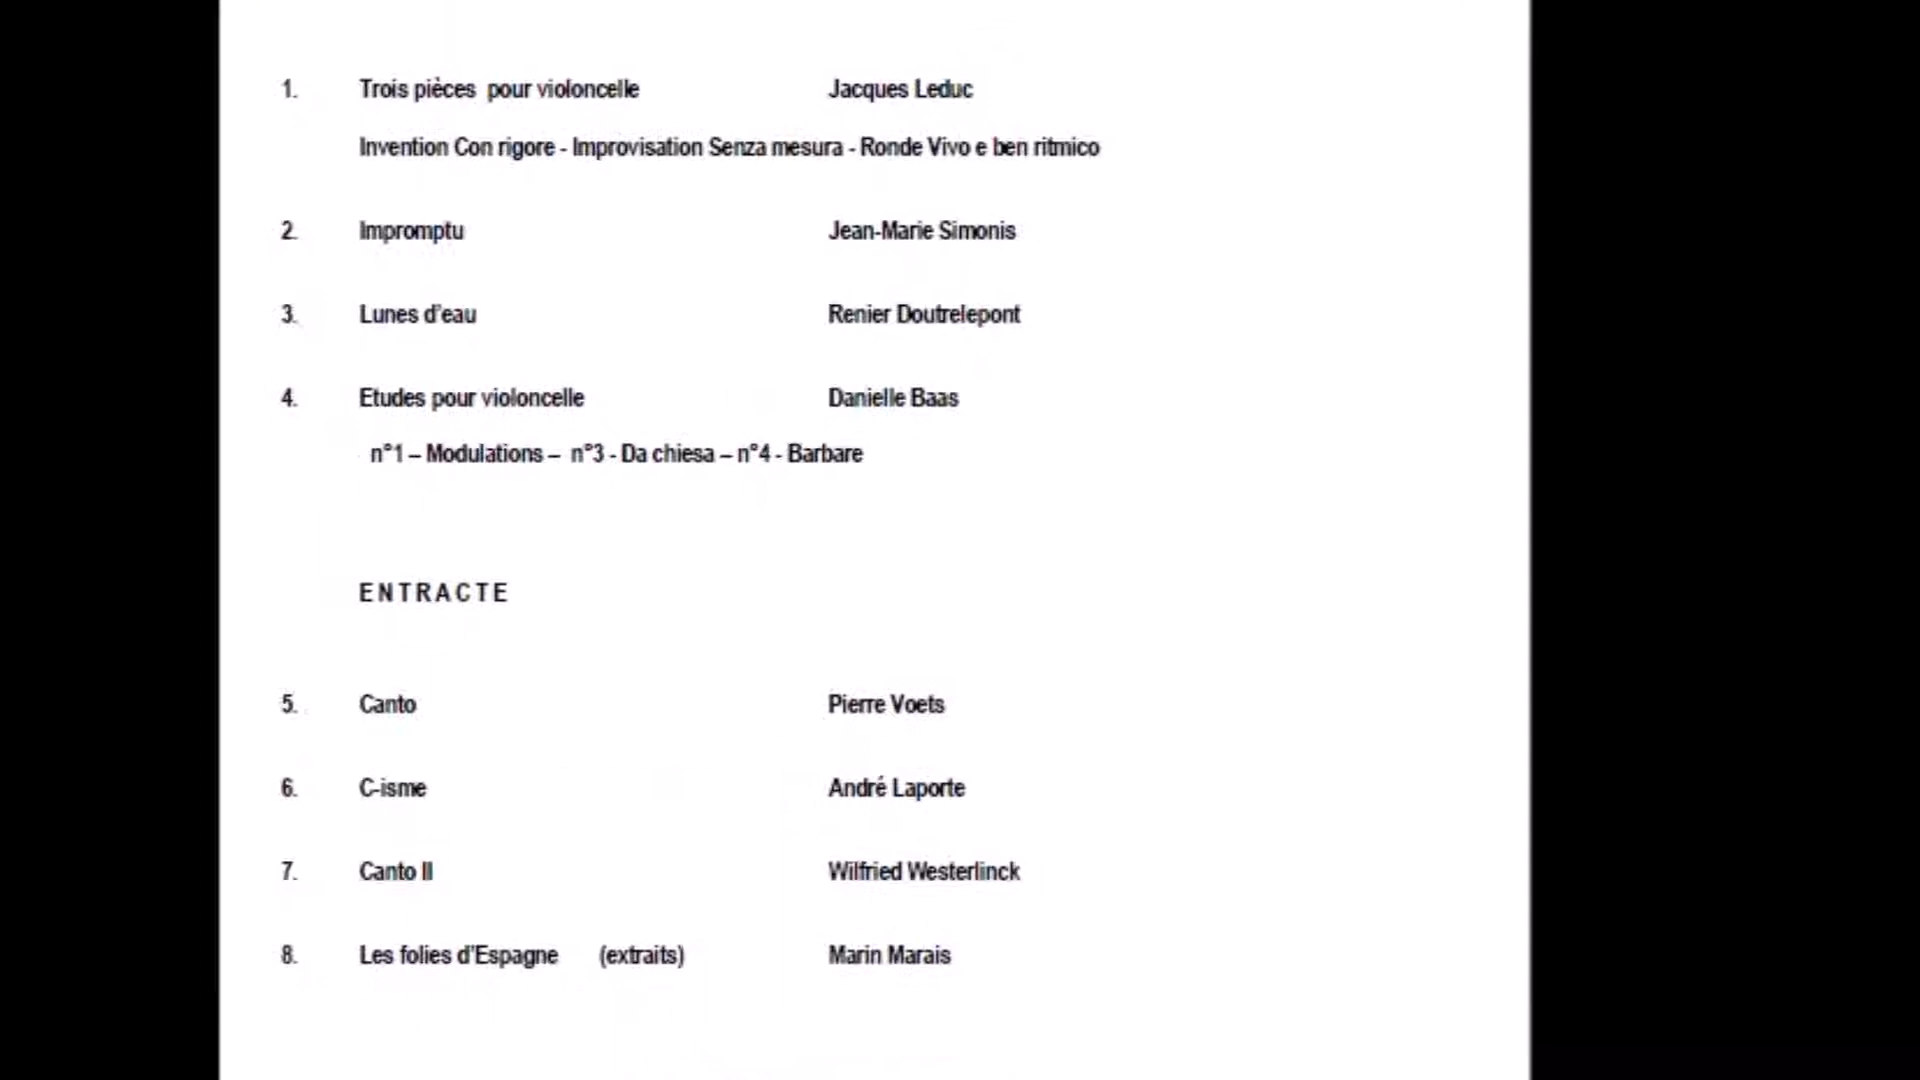 1. Trois pièces pour violoncelle Jacques Leduc
Invention Con rigore - Improvisation Senza mesura - Ronde Vivo e ben ritmico
2. Impromptu Jean-Marie Simonis
3. Lunes d'eau Renier Doutrelepont
4. Etudes pour violoncelle Danielle Baas
n°1 – Modulations – n°3 - Da chiesa – n°4 - Barbare
ENTRACTE
5. Canto Pierre Voets
6. C-isme André Laporte
7. Canto II Wilfried Westerlinck
8. Les folies d'Espagne (extraits) Marin Marais